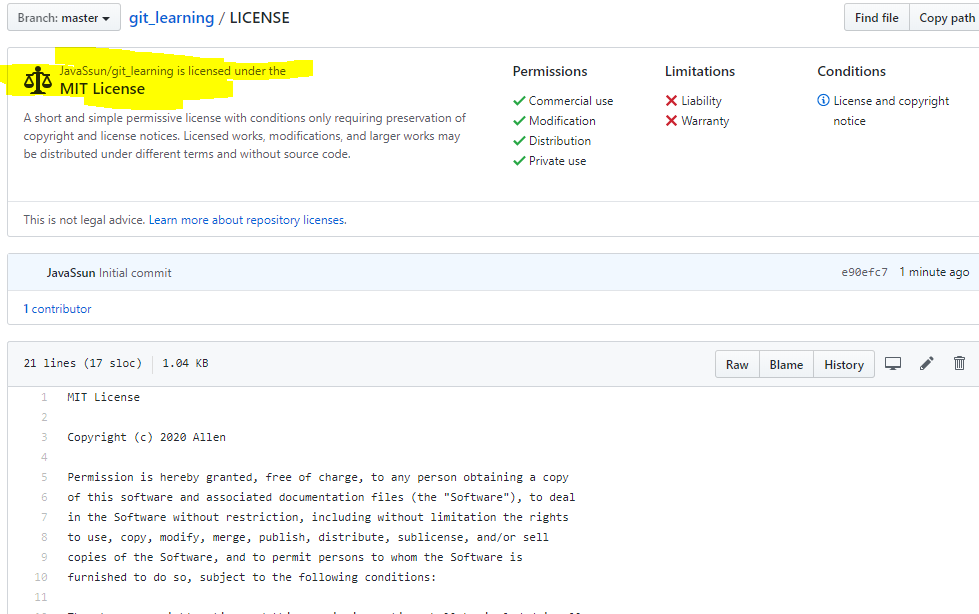 Branch: master
git_learning / LICENSE
Find file
Copy path
JavaSsun/git_learning is licensed under the
MIT License
A short and simple permissive license with conditions only requiring preservation of
copyright and license notices. Licensed works, modifications, and larger works may
be distributed under different terms and without source code.
Permissions
Commercial use
Modification
Distribution
Private use
Limitations
Liability
Warranty
Conditions
License and copyright
notice
This is not legal advice. Learn more about repository licenses.
JavaSsun Initial commit
e90efc7 1 minute ago
1 contributor
21 lines (17 sloc) 1.04 KB
Raw
Blame
History
1 MIT License
2
3 Copyright (c) 2020 Allen
4
5 Permission is hereby granted, free of charge, to any person obtaining a copy
6 of this software and associated documentation files (the "Software"), to deal
7 in the Software without restriction, including without limitation the rights
8 to use, copy, modify, merge, publish, distribute, sublicense, and/or sell
9 copies of the Software, and to permit persons to whom the Software is
10 furnished to do so, subject to the following conditions:
11